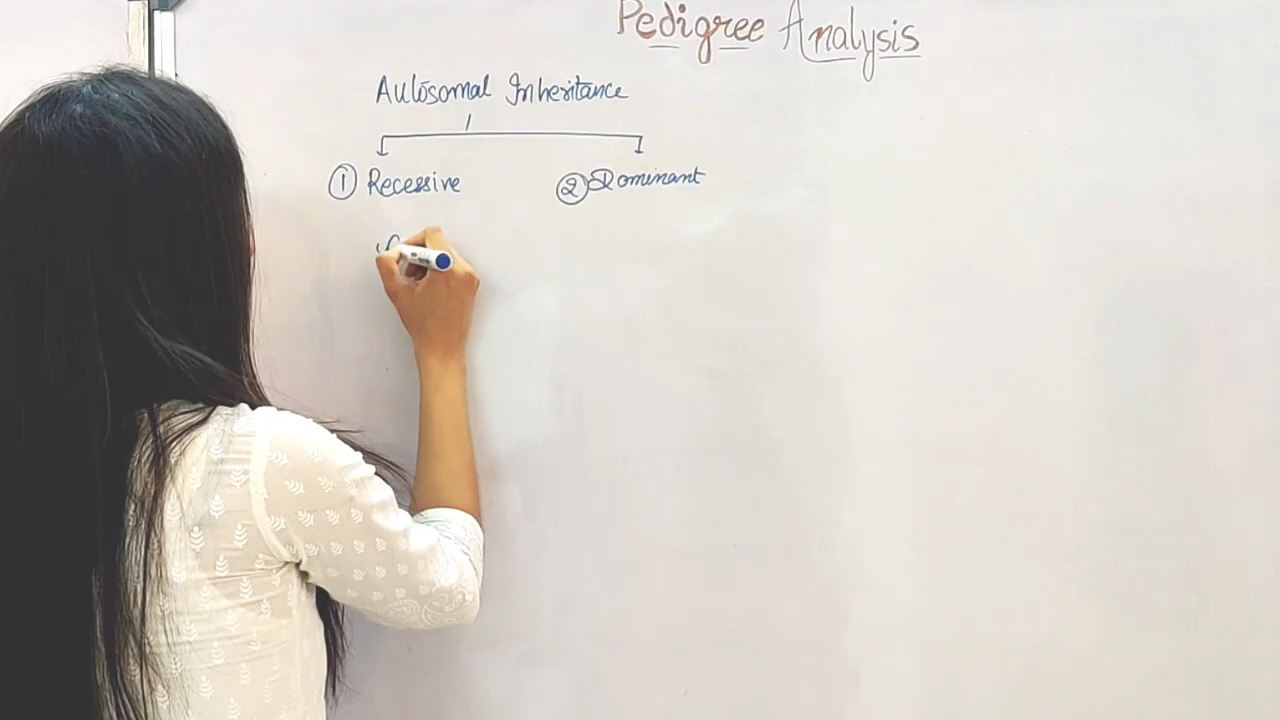 Pedigree Analysis
Autosomal Inheritance
① Recessive
② Dominant